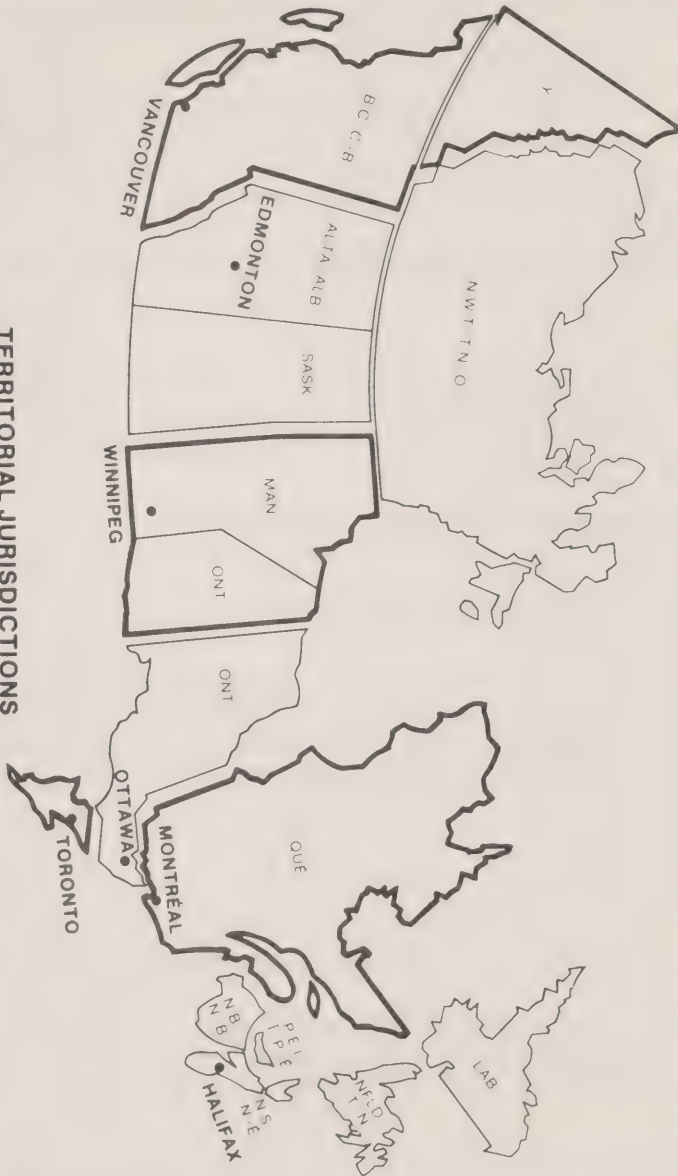 Y
BC C-B
NWT TNO
VANCOUVER
ALTA ALB
EDMONTON
SASK
MAN
WINNIPEG
ONT
ONT
QUÉ
OTTAWA
MONTRÉAL
TORONTO
LAB
NFLD
TN
PEI
IPE
NB
NB
NS
N-É
HALIFAX
TERRITORIAL JURISDICTIONS